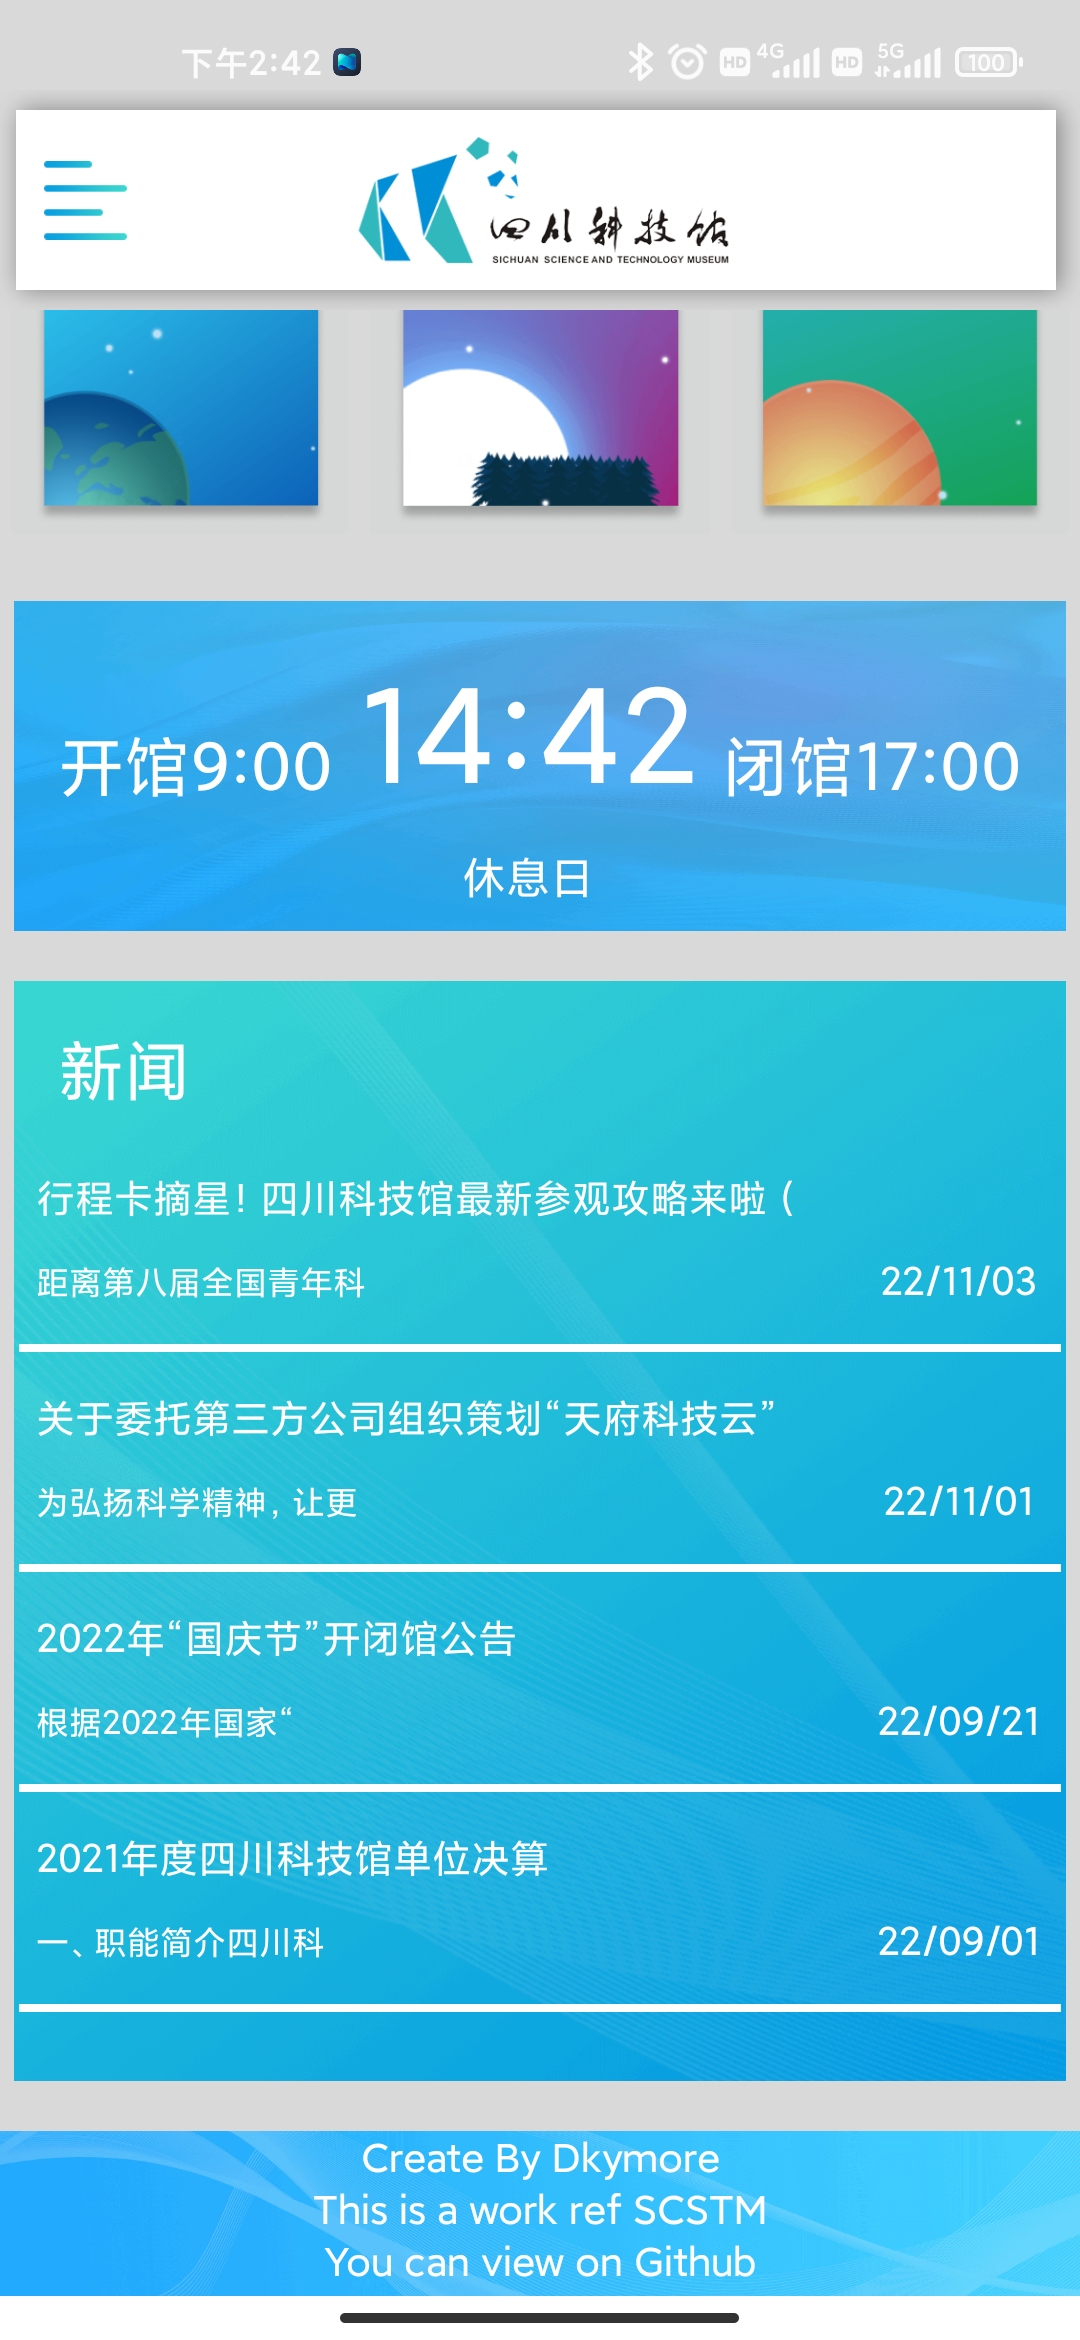 下午2:42
4G
5G
HD
HD
100
四川科技馆
SICHUAN SCIENCE AND TECHNOLOGY MUSEUM
开馆9:00
14:42
闭馆17:00
休息日
新闻
行程卡摘星！四川科技馆最新参观攻略来啦（
距离第八届全国青年科
22/11/03
关于委托第三方公司组织策划“天府科技云”
为弘扬科学精神，让更
22/11/01
2022年“国庆节”开闭馆公告
根据2022年国家“
22/09/21
2021年度四川科技馆单位决算
一、职能简介四川科
22/09/01
Create By Dkymore
This is a work ref SCSTM
You can view on Github